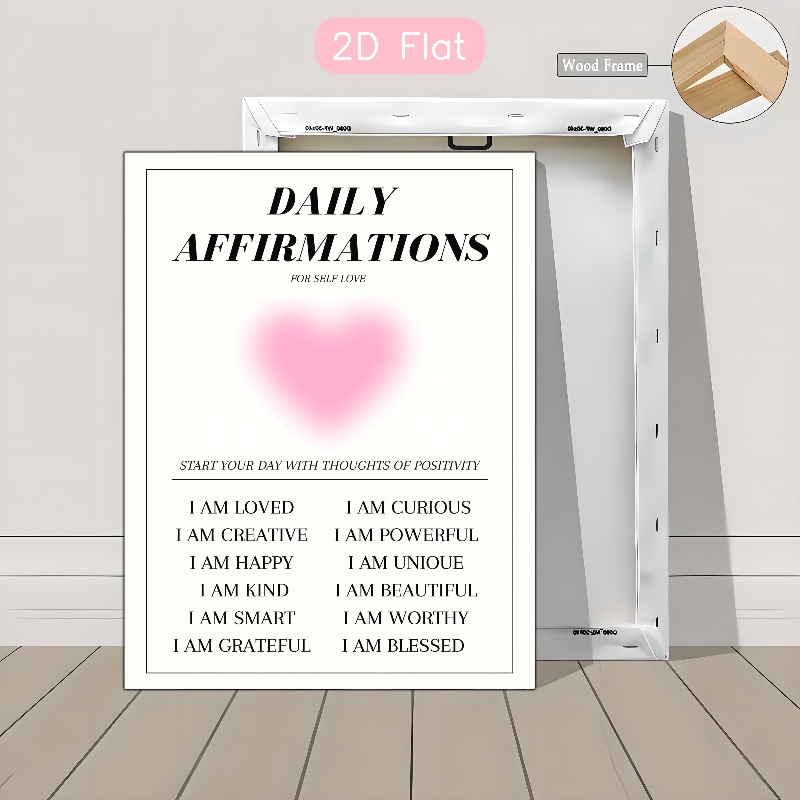 2D Flat
Wood Frame
DAILY
AFFIRMATIONS
FOR SELF LOVE
START YOUR DAY WITH THOUGHTS OF POSITIVITY
I AM LOVED I AM CURIOUS
I AM CREATIVE I AM POWERFUL
I AM HAPPY I AM UNIOUE
I AM KIND I AM BEAUTIFUL
I AM SMART I AM WORTHY
I AM GRATEFUL I AM BLESSED